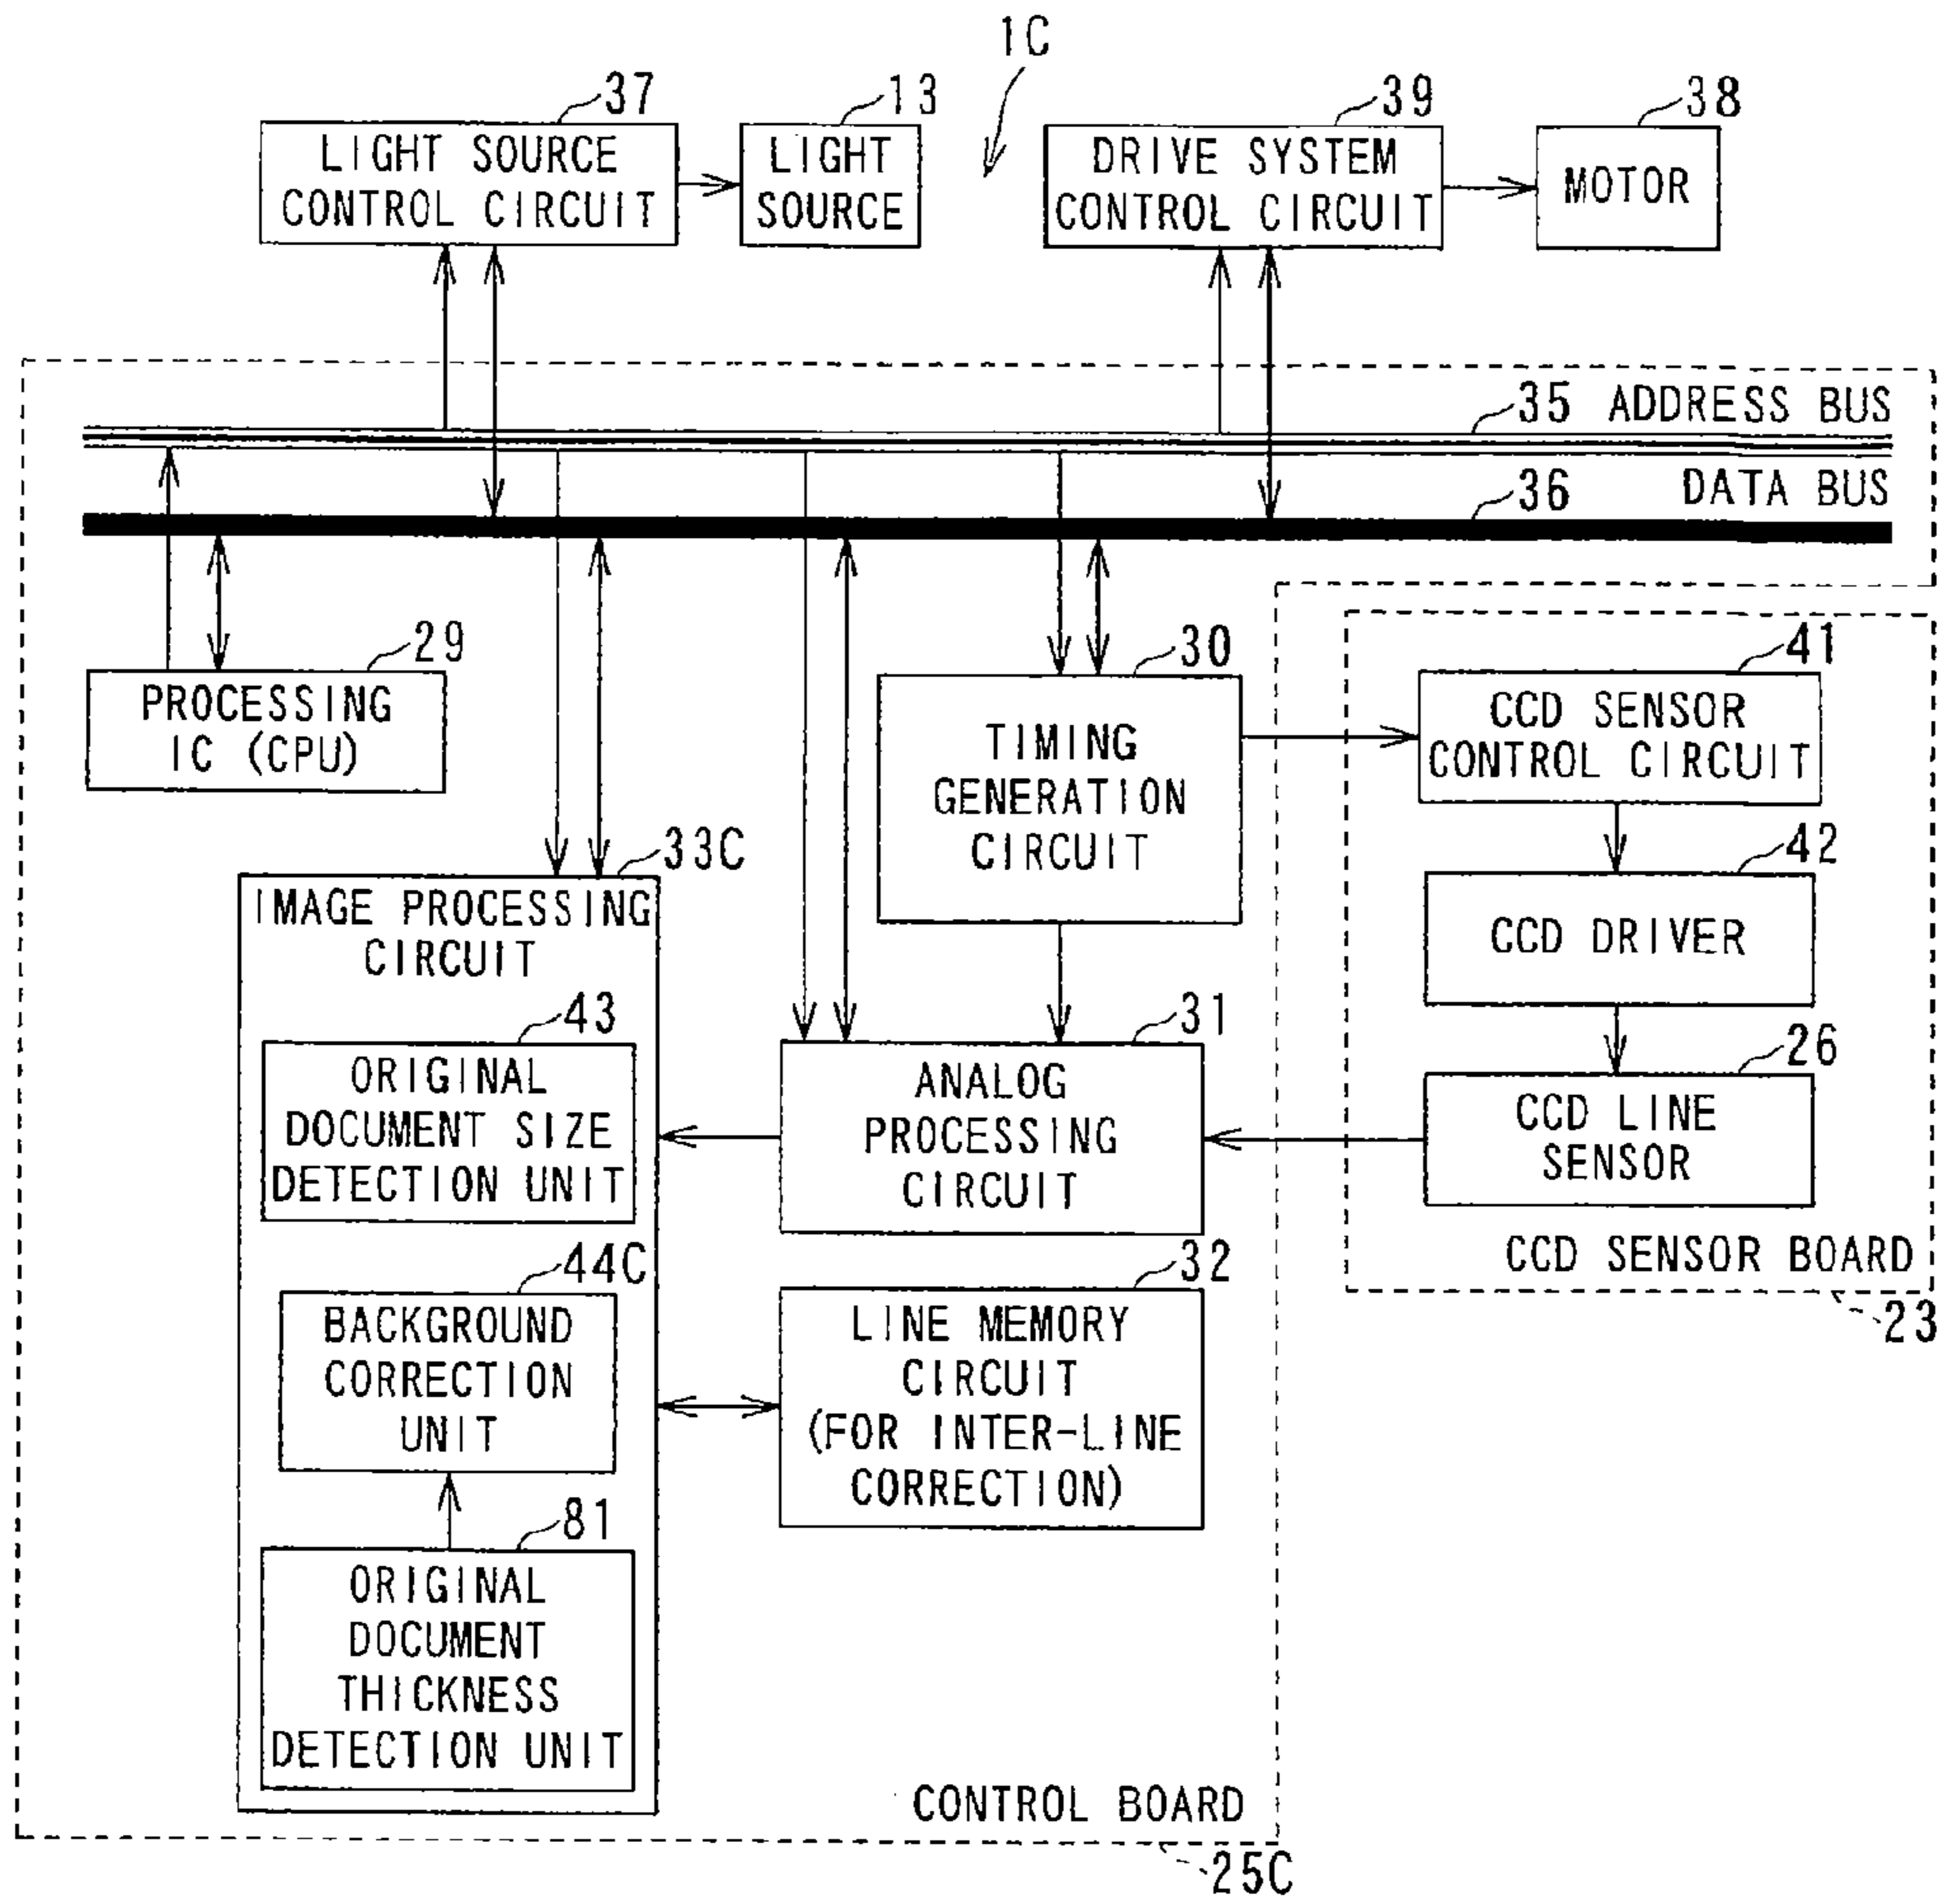 1C
37
LIGHT SOURCE
CONTROL CIRCUIT
13
LIGHT
SOURCE
39
DRIVE SYSTEM
CONTROL CIRCUIT
38
MOTOR
35 ADDRESS BUS
36 DATA BUS
29
PROCESSING
IC (CPU)
30
TIMING
GENERATION
CIRCUIT
41
CCD SENSOR
CONTROL CIRCUIT
42
CCD DRIVER
26
CCD LINE
SENSOR
CCD SENSOR BOARD
23
33C
IMAGE PROCESSING
CIRCUIT
43
ORIGINAL
DOCUMENT SIZE
DETECTION UNIT
31
ANALOG
PROCESSING
CIRCUIT
44C
BACKGROUND
CORRECTION
UNIT
32
LINE MEMORY
CIRCUIT
(FOR INTER-LINE
CORRECTION)
81
ORIGINAL
DOCUMENT
THICKNESS
DETECTION UNIT
CONTROL BOARD
25C